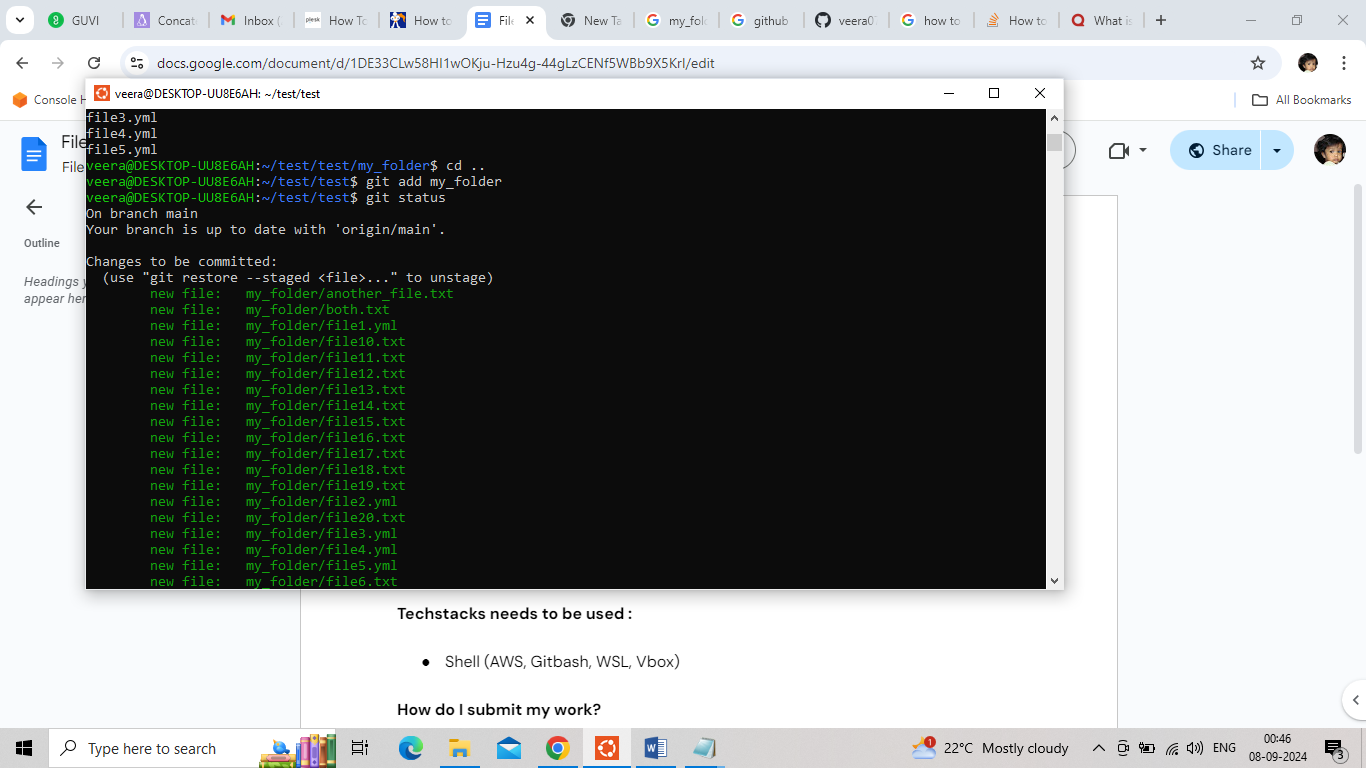 GUVI
Concat
Inbox (
plesk
How To
How to
File
New Ta
my_fol
github
veera0
how to
How to
What is
docs.google.com/document/d/1DE33CLw58HI1wOKju-Hzu4g-44gLzCENf5WBb9X5KrI/edit
Console H
All Bookmarks
veera@DESKTOP-UU8E6AH: ~/test/test
File
File
Share
Outline
Headings y
appear her
file3.yml
file4.yml
file5.yml
veera@DESKTOP-UU8E6AH:~/test/test/my_folder$ cd ..
veera@DESKTOP-UU8E6AH:~/test/test$ git add my_folder
veera@DESKTOP-UU8E6AH:~/test/test$ git status
On branch main
Your branch is up to date with 'origin/main'.
Changes to be committed:
  (use "git restore --staged <file>..." to unstage)
        new file:   my_folder/another_file.txt
        new file:   my_folder/both.txt
        new file:   my_folder/file1.yml
        new file:   my_folder/file10.txt
        new file:   my_folder/file11.txt
        new file:   my_folder/file12.txt
        new file:   my_folder/file13.txt
        new file:   my_folder/file14.txt
        new file:   my_folder/file15.txt
        new file:   my_folder/file16.txt
        new file:   my_folder/file17.txt
        new file:   my_folder/file18.txt
        new file:   my_folder/file19.txt
        new file:   my_folder/file2.yml
        new file:   my_folder/file20.txt
        new file:   my_folder/file3.yml
        new file:   my_folder/file4.yml
        new file:   my_folder/file5.yml
        new file:   my_folder/file6.txt
Techstacks needs to be used :
● Shell (AWS, Gitbash, WSL, Vbox)
How do I submit my work?
Type here to search
1
22°C Mostly cloudy
ENG
00:46
08-09-2024
3